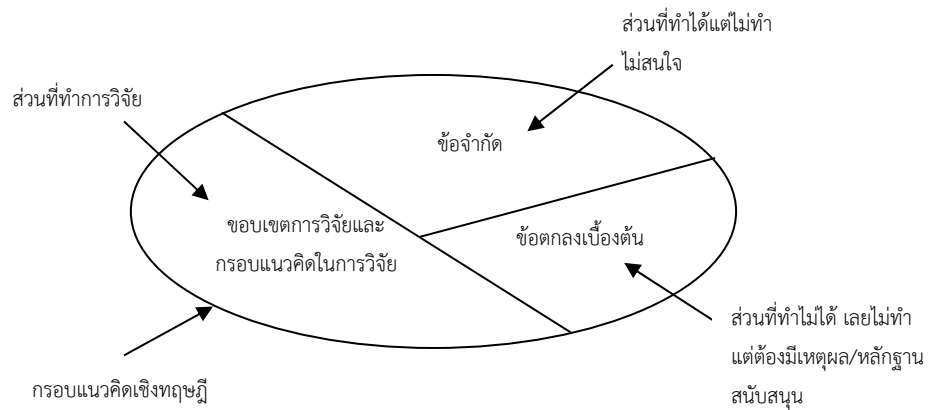 ส่วนที่ทำได้แต่ไม่ทำ
ไม่สนใจ
ส่วนที่ทำการวิจัย
ข้อจำกัด
ขอบเขตการวิจัยและ
กรอบแนวคิดในการวิจัย
ข้อตกลงเบื้องต้น
ส่วนที่ทำไม่ได้ เลยไม่ทำ
แต่ต้องมีเหตุผล/หลักฐาน
สนับสนุน
กรอบแนวคิดเชิงทฤษฎี